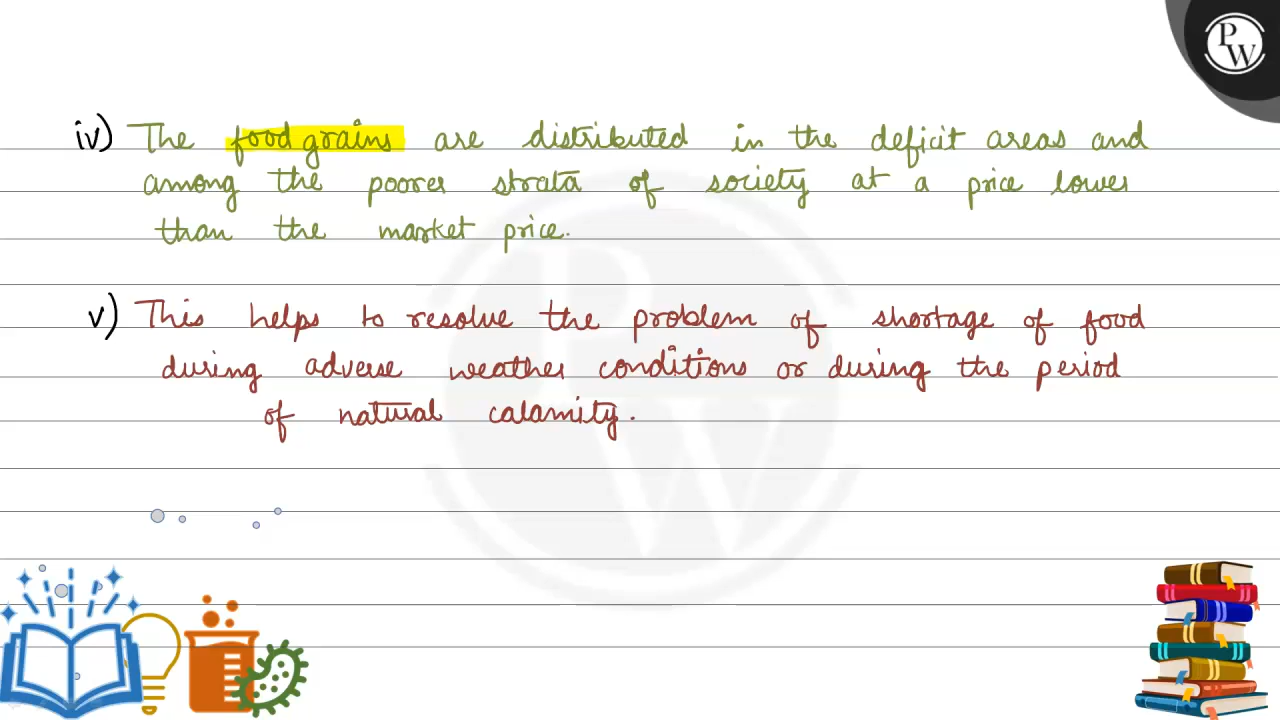 PW
iv) The food grains are distributed in the deficit areas and
among the poorer strata of society at a price lower
than the market price.
v) This helps to resolve the problem of shortage of food
during adverse weather conditions or during the period
of natural calamity.
PW